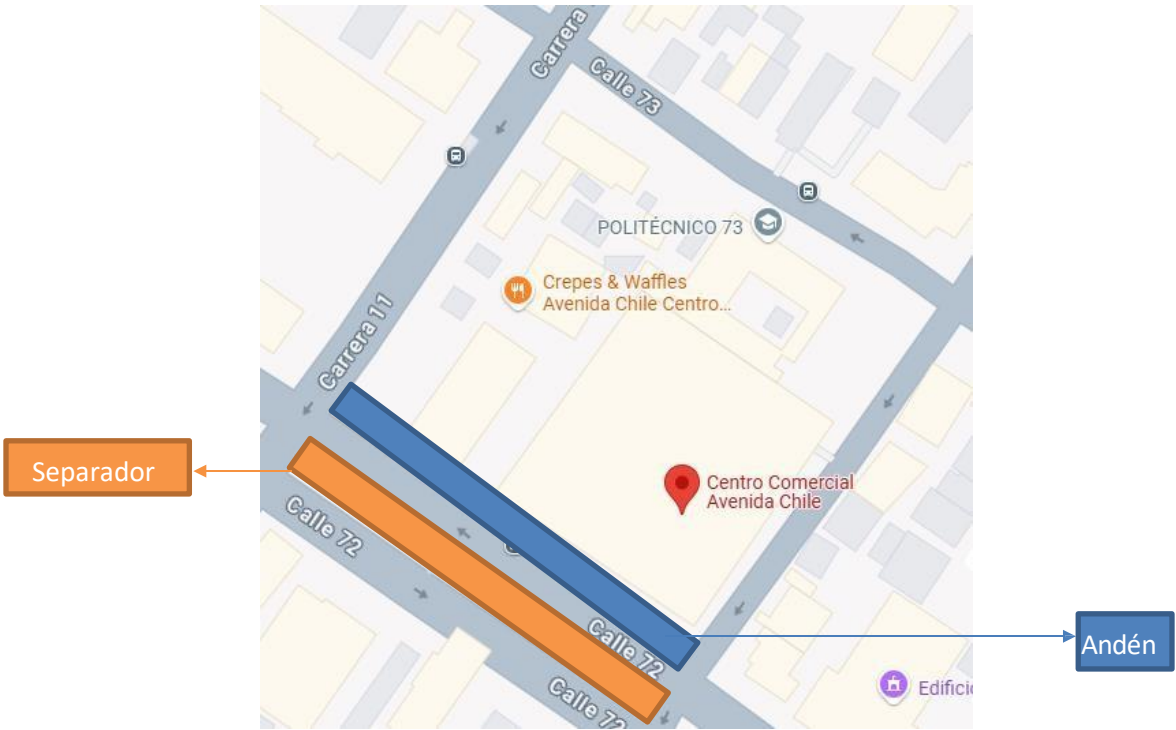 Carrera
Calle 73
POLITÉCNICO 73
Crepes & Waffles
Avenida Chile Centro...
Carrera 11
Separador
Centro Comercial
Avenida Chile
Calle 72
Calle 72
Andén
Calle 72